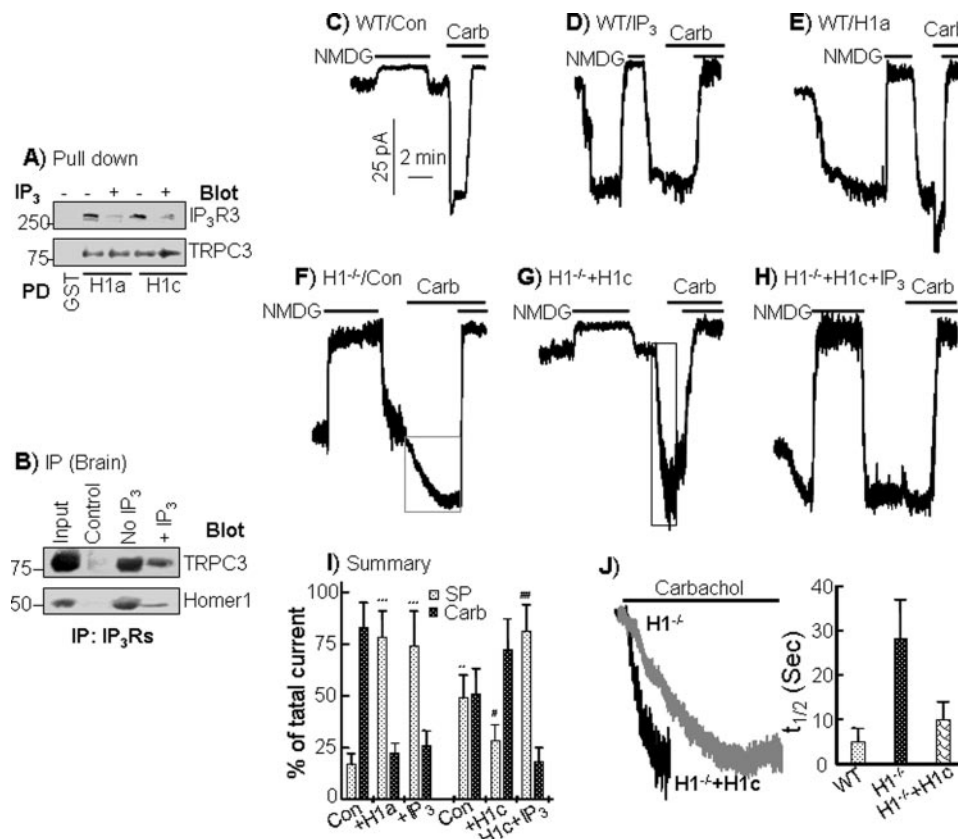 A) Pull down
IP3 - - + - + Blot
250 IP3R3
75 TRPC3
PD GST H1a H1c
B) IP (Brain)
Input Control No IP3 + IP3 Blot
75 TRPC3
50 Homer1
IP: IP3Rs
C) WT/Con
Carb
NMDG
25 pA
2 min
D) WT/IP3
Carb
NMDG
E) WT/H1a
Carb
NMDG
F) H1-/-/Con
Carb
NMDG
G) H1-/-+H1c
Carb
NMDG
H) H1-/-+H1c+IP3
Carb
NMDG
I) Summary
% of tatal current
100
75
50
25
0
SP
Carb
... ... .. # ##
Con +H1a +IP3 Con +H1c H1c+IP3
J)
Carbachol
H1-/-
H1-/-+H1c
t1/2 (Sec)
40
30
20
10
0
WT H1-/- H1-/-+H1c